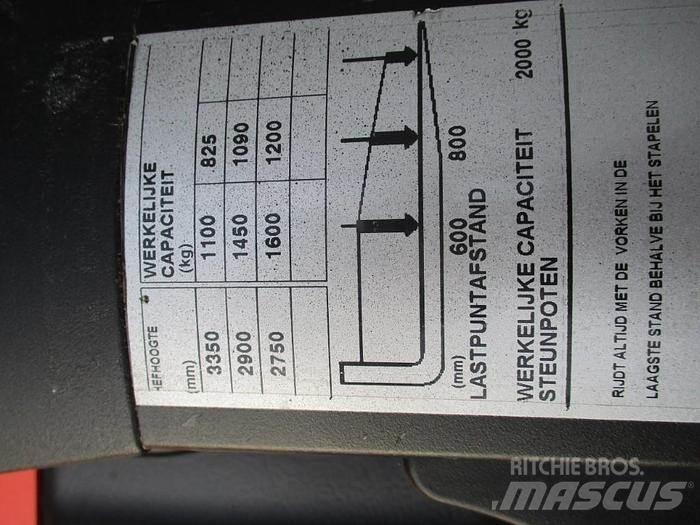 HEFHOOGTE
(mm)
WERKELIJKE
CAPACITEIT
(kg)
3350 1100 825
2900 1450 1090
2750 1600 1200
600 800
(mm)
LASTPUNTAFSTAND
WERKELIJKE CAPACITEIT
STEUNPOTEN 2000 kg
RIJDT ALTIJD MET DE VORKEN IN DE
LAAGSTE STAND BEHALVE BIJ HET STAPELEN
RITCHIE BROS.
MASCUS